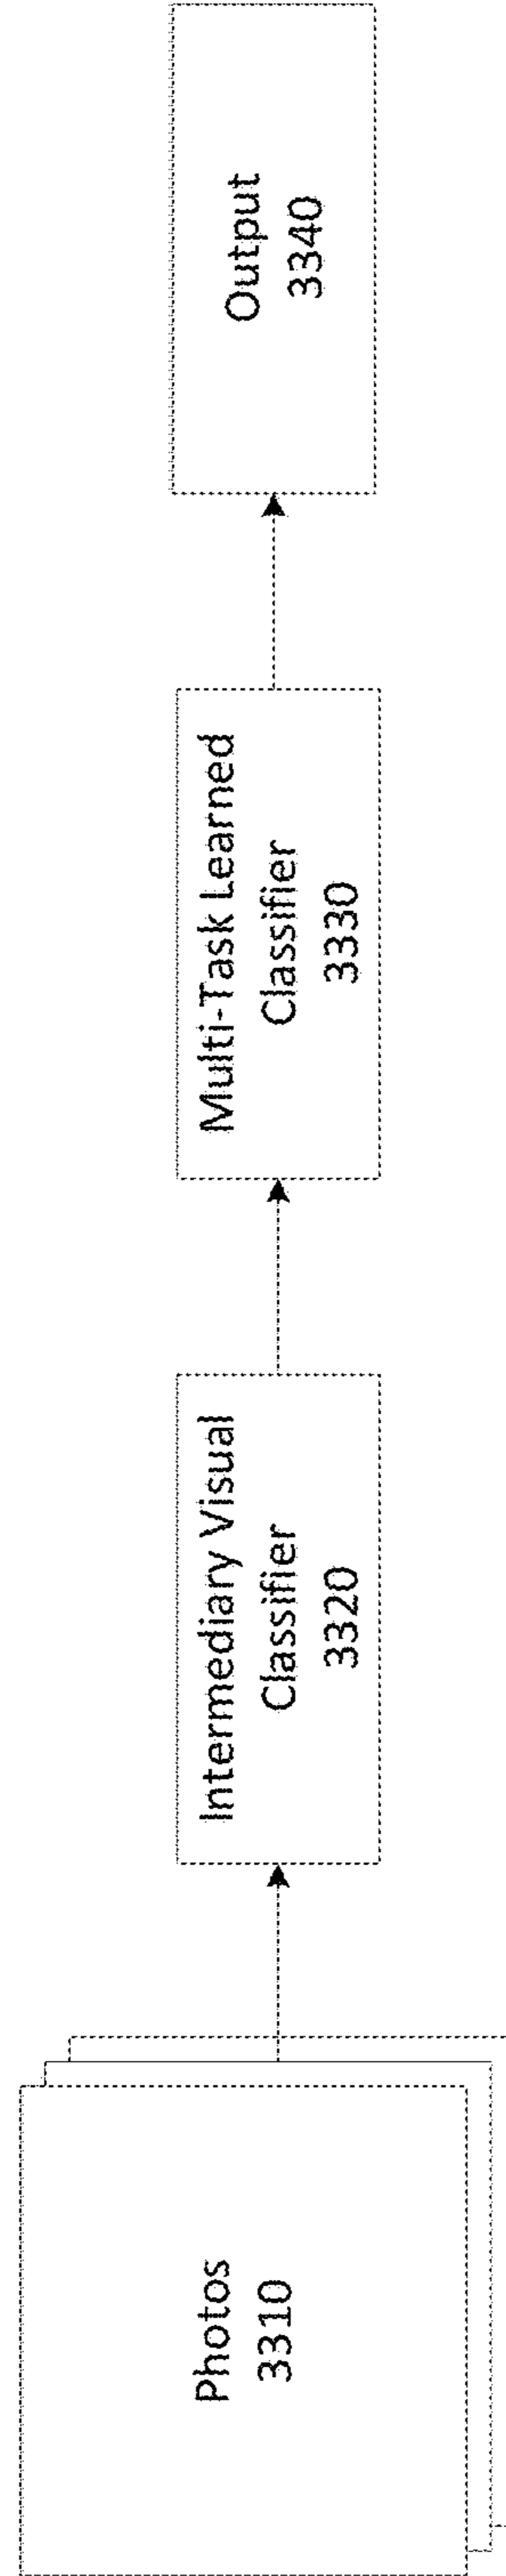 Photos
3310
Intermediary Visual
Classifier
3320
Multi-Task Learned
Classifier
3330
Output
3340